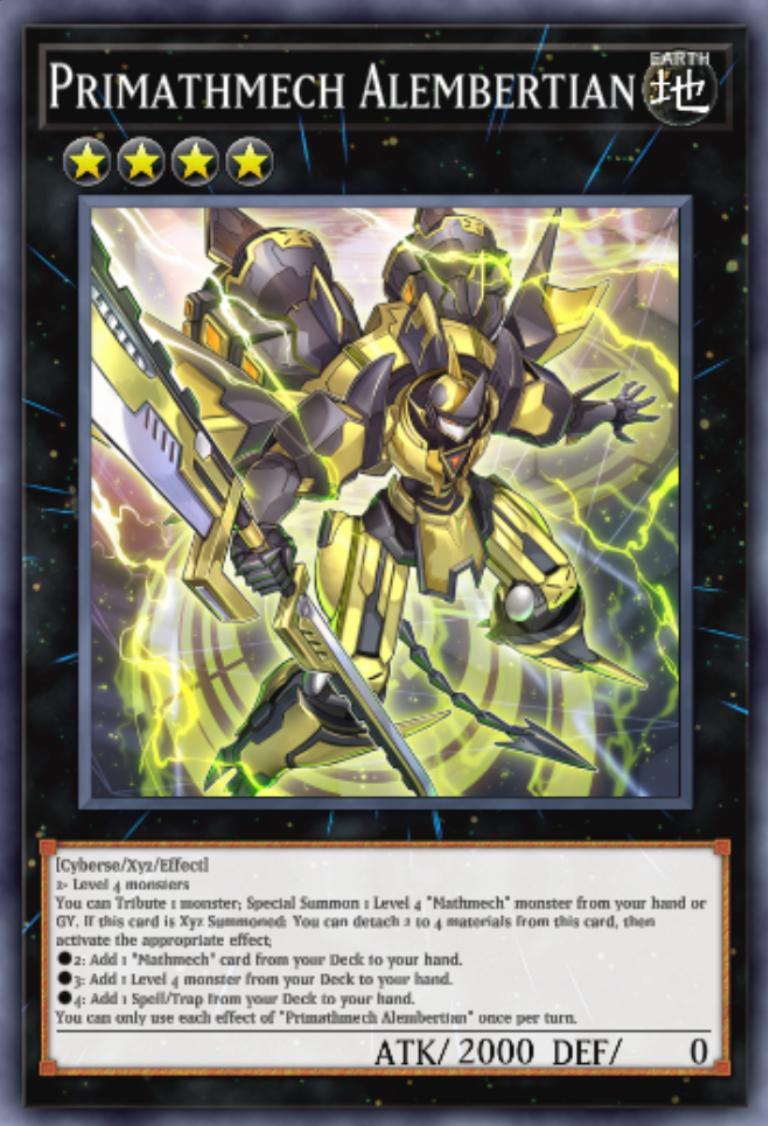 PRIMATHMECH ALEMBERTIAN
EARTH
地
[Cyberse/Xyz/Effect]
2+ Level 4 monsters
You can Tribute 1 monster; Special Summon 1 Level 4 "Mathmech" monster from your hand or
GY. If this card is Xyz Summoned: You can detach 2 to 4 materials from this card, then
activate the appropriate effect;
●2: Add 1 "Mathmech" card from your Deck to your hand.
●3: Add 1 Level 4 monster from your Deck to your hand.
●4: Add 1 Spell/Trap from your Deck to your hand.
You can only use each effect of "Primathmech Alembertian" once per turn.
ATK/ 2000 DEF/ 0